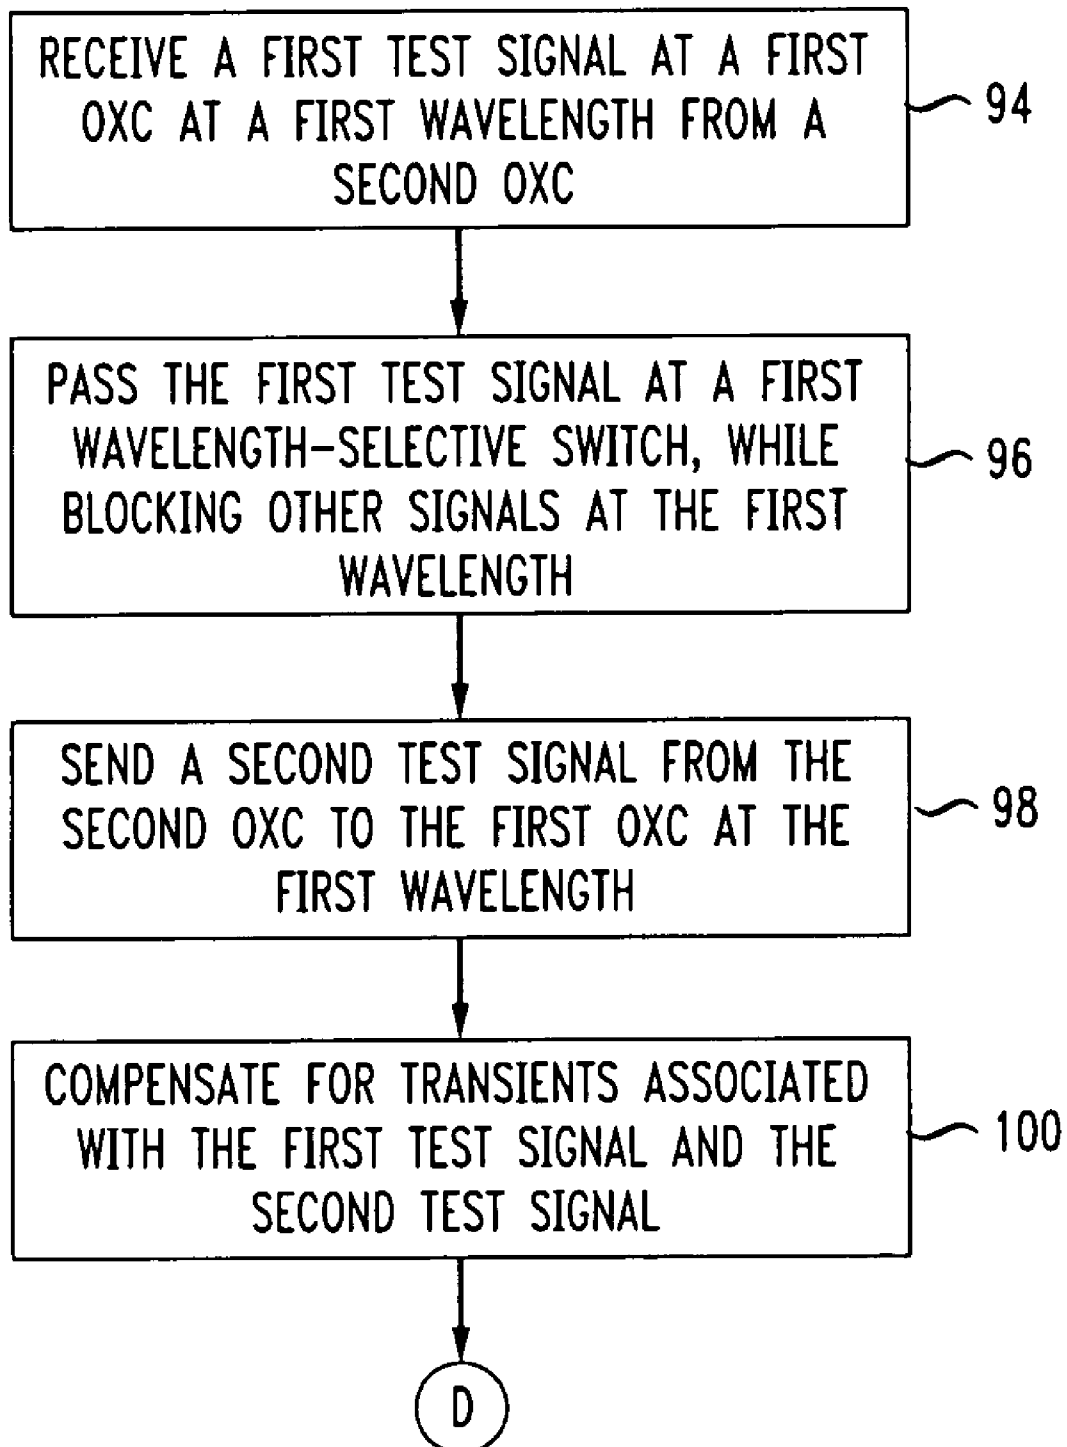 RECEIVE A FIRST TEST SIGNAL AT A FIRST
OXC AT A FIRST WAVELENGTH FROM A
SECOND OXC
94
PASS THE FIRST TEST SIGNAL AT A FIRST
WAVELENGTH-SELECTIVE SWITCH, WHILE
BLOCKING OTHER SIGNALS AT THE FIRST
WAVELENGTH
96
SEND A SECOND TEST SIGNAL FROM THE
SECOND OXC TO THE FIRST OXC AT THE
FIRST WAVELENGTH
98
COMPENSATE FOR TRANSIENTS ASSOCIATED
WITH THE FIRST TEST SIGNAL AND THE
SECOND TEST SIGNAL
100
D